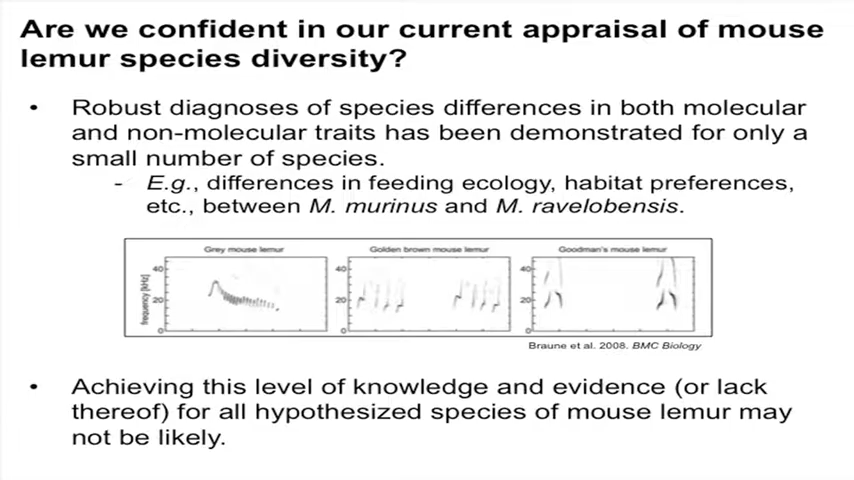 Are we confident in our current appraisal of mouse
lemur species diversity?
• Robust diagnoses of species differences in both molecular
and non-molecular traits has been demonstrated for only a
small number of species.
- E.g., differences in feeding ecology, habitat preferences,
etc., between M. murinus and M. ravelobensis.
Grey mouse lemur Golden brown mouse lemur Goodman's mouse lemur
frequency [kHz]
40 40 40
20 20 20
0 0 0
Braune et al. 2008. BMC Biology
• Achieving this level of knowledge and evidence (or lack
thereof) for all hypothesized species of mouse lemur may
not be likely.